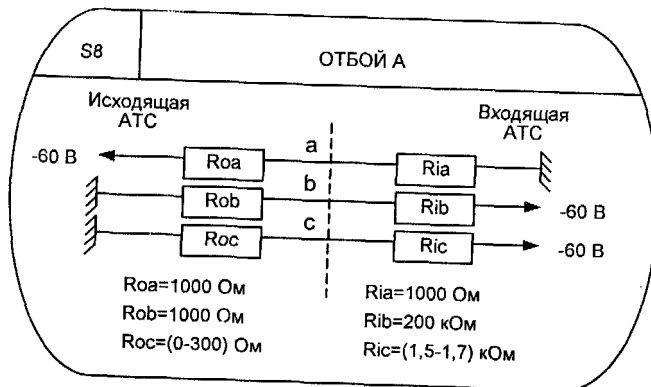 S8
ОТБОЙ А
Исходящая
АТС
Входящая
АТС
-60 В
Roa
a
Ria
Rob
b
Rib
-60 В
Roc
c
Ric
-60 В
Roa=1000 Ом
Rob=1000 Ом
Roc=(0-300) Ом
Ria=1000 Ом
Rib=200 кОм
Ric=(1,5-1,7) кОм